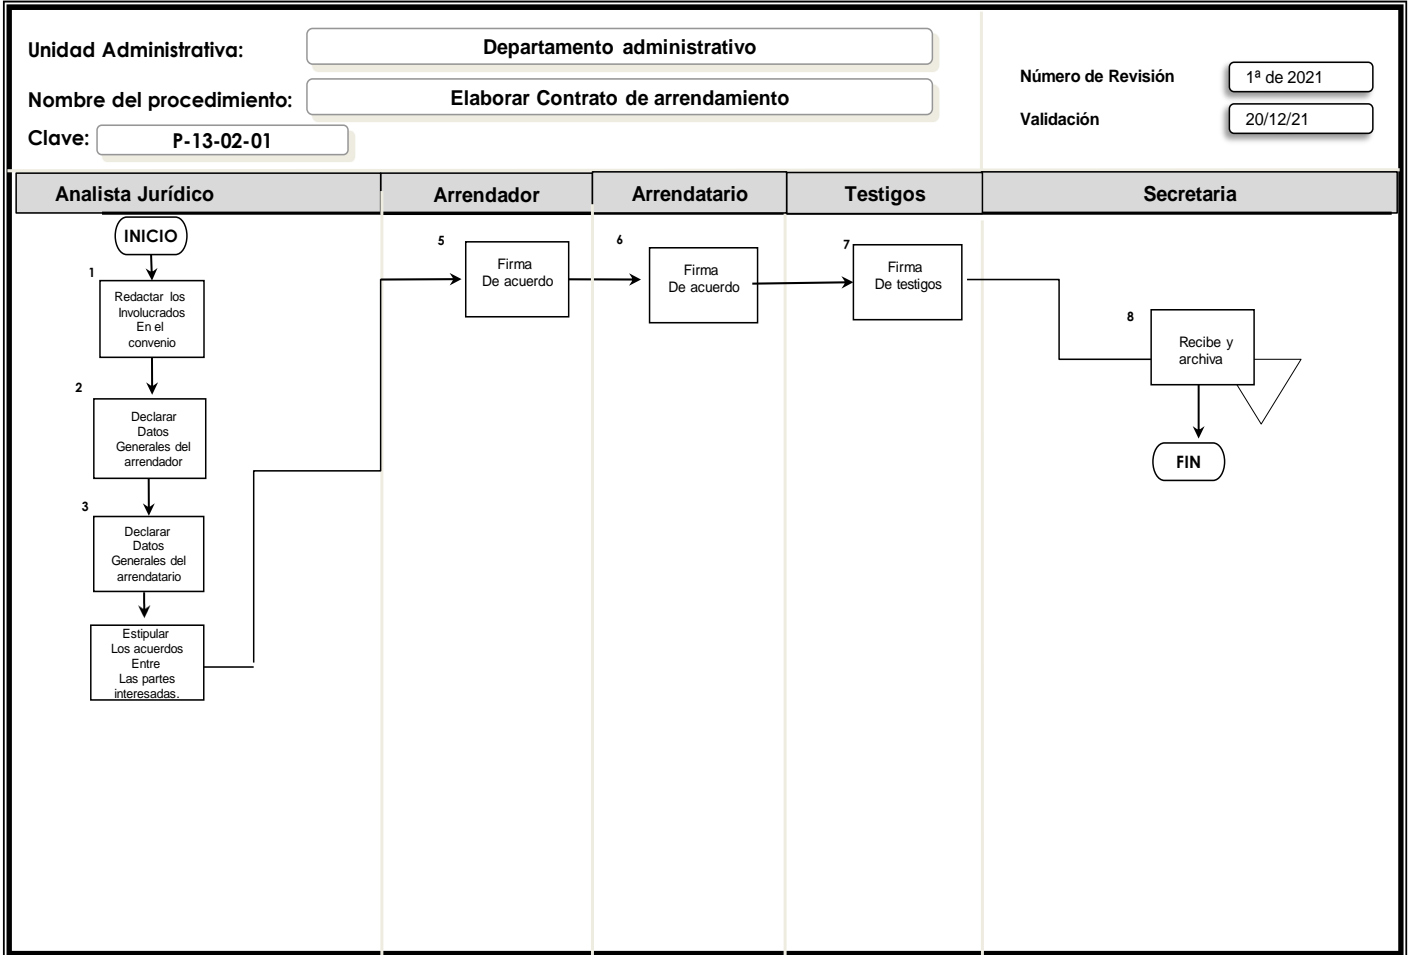 Unidad Administrativa:
Departamento administrativo
Nombre del procedimiento:
Elaborar Contrato de arrendamiento
Clave:
P-13-02-01
Número de Revisión
1ª de 2021
Validación
20/12/21
Analista Jurídico
Arrendador
Arrendatario
Testigos
Secretaria
INICIO
1
Redactar los
Involucrados
En el
convenio
2
Declarar
Datos
Generales del
arrendador
3
Declarar
Datos
Generales del
arrendatario
Estipular
Los acuerdos
Entre
Las partes
interesadas.
5
Firma
De acuerdo
6
Firma
De acuerdo
7
Firma
De testigos
8
Recibe y
archiva
FIN